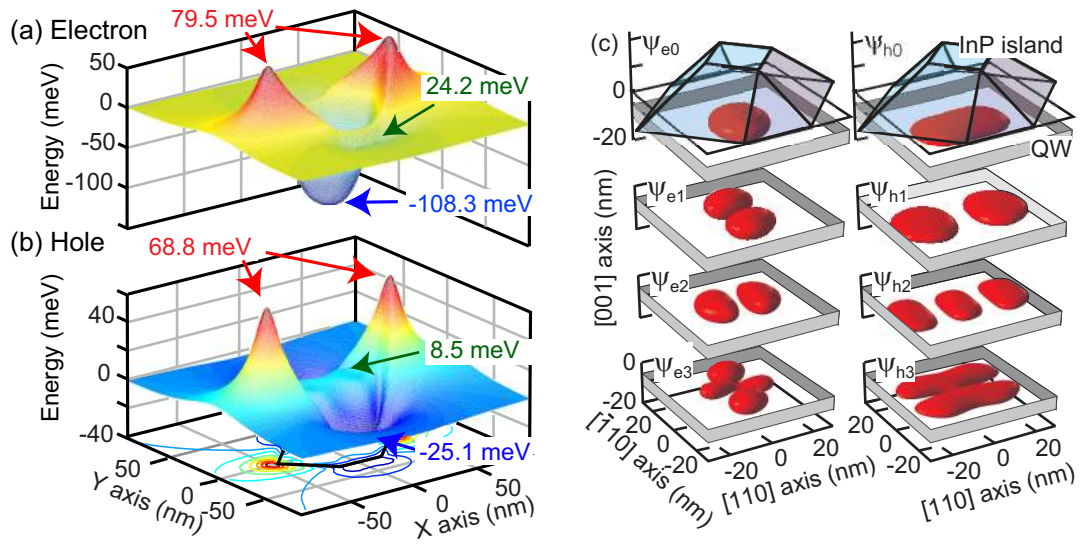 (a) Electron
79.5 meV
24.2 meV
-108.3 meV
Energy (meV)
50
0
-50
-100
(b) Hole
68.8 meV
8.5 meV
-25.1 meV
Energy (meV)
40
0
-40
50
0
-50
Y axis (nm)
-50
0
50
X axis (nm)
(c)
Ψe0
Ψh0
InP island
QW
0
-20
Ψe1
Ψh1
Ψe2
Ψh2
Ψe3
Ψh3
[001] axis (nm)
0
-20
20
0
-20
[1̄10] axis (nm)
-20
0
20
[110] axis (nm)
-20
0
20
[110] axis (nm)